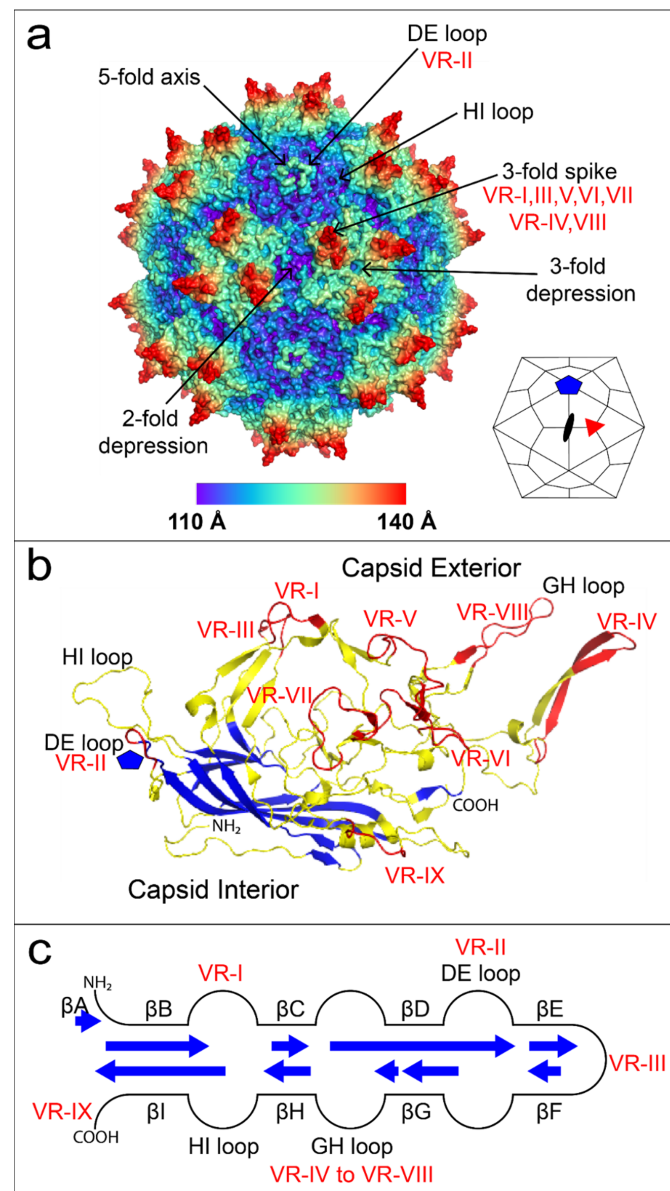 a
DE loop
VR-II
5-fold axis
HI loop
3-fold spike
VR-I,III,V,VI,VII
VR-IV,VIII
3-fold
depression
2-fold
depression
110 Å
140 Å
b
Capsid Exterior
VR-I
GH loop
VR-III
VR-V
VR-VIII
VR-IV
HI loop
VR-VII
DE loop
VR-II
VR-VI
COOH
NH₂
VR-IX
Capsid Interior
c
VR-II
NH₂
VR-I
DE loop
βA
βB
βC
βD
βE
VR-III
VR-IX
COOH
βI
βH
βG
βF
HI loop
GH loop
VR-IV to VR-VIII